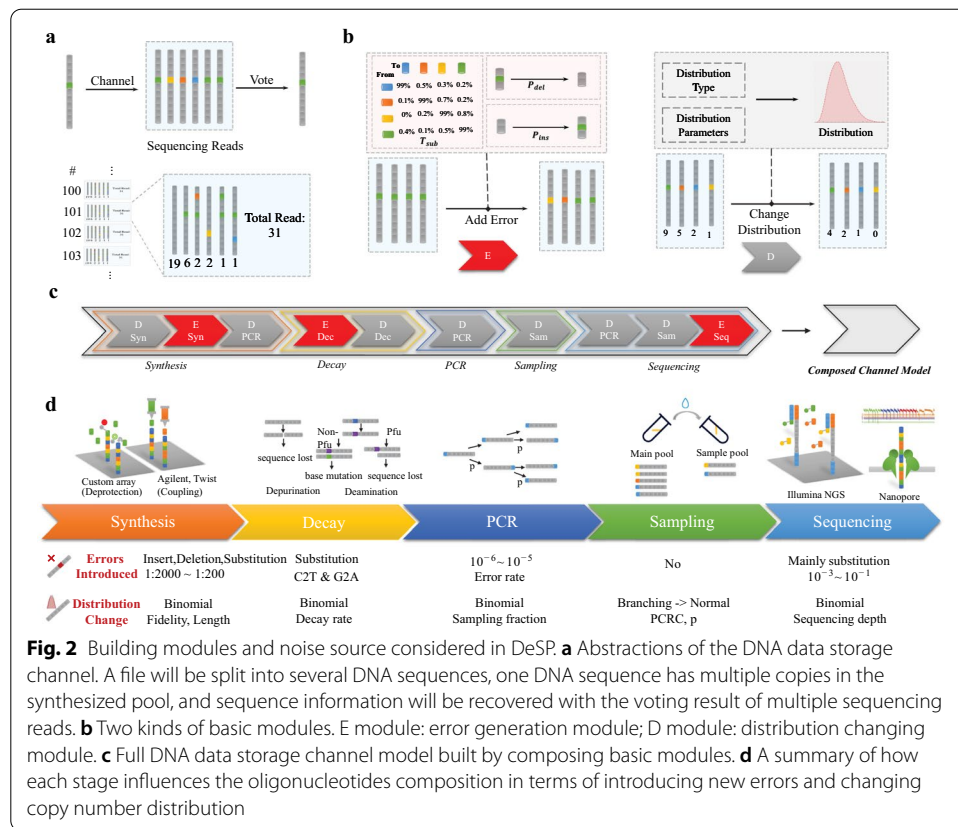 a
Channel
Vote
Sequencing Reads
#
100
101
102
103
Total Read:
31
19 6 2 2 1 1
b
To
From
99% 0.5% 0.3% 0.2%
0.1% 99% 0.7% 0.2%
0% 0.2% 99% 0.8%
0.4% 0.1% 0.5% 99%
T_sub
P_del
P_ins
Add Error
E
Distribution
Type
Distribution
Parameters
Distribution
9 5 2 1
Change
Distribution
4 2 1 0
D
c
D
Syn
E
Syn
D
PCR
E
Dec
D
Dec
D
PCR
D
Sam
D
PCR
D
Sam
E
Seq
Synthesis
Decay
PCR
Sampling
Sequencing
Composed Channel Model
d
Custom array
(Deprotection)
Agilent, Twist
(Coupling)
sequence lost
Depurination
Non-
Pfu
Pfu
base mutation
sequence lost
Deamination
p
p
p
Main pool
Sample pool
Illumina NGS
Nanopore
Synthesis
Decay
PCR
Sampling
Sequencing
Errors
Introduced
Insert,Deletion,Substitution
1:2000 ~ 1:200
Substitution
C2T & G2A
10⁻⁶~10⁻⁵
Error rate
No
Mainly substitution
10⁻³~10⁻¹
Distribution
Change
Binomial
Fidelity, Length
Binomial
Decay rate
Binomial
Sampling fraction
Branching -> Normal
PCRC, p
Binomial
Sequencing depth
Fig. 2 Building modules and noise source considered in DeSP. a Abstractions of the DNA data storage
channel. A file will be split into several DNA sequences, one DNA sequence has multiple copies in the
synthesized pool, and sequence information will be recovered with the voting result of multiple sequencing
reads. b Two kinds of basic modules. E module: error generation module; D module: distribution changing
module. c Full DNA data storage channel model built by composing basic modules. d A summary of how
each stage influences the oligonucleotides composition in terms of introducing new errors and changing
copy number distribution